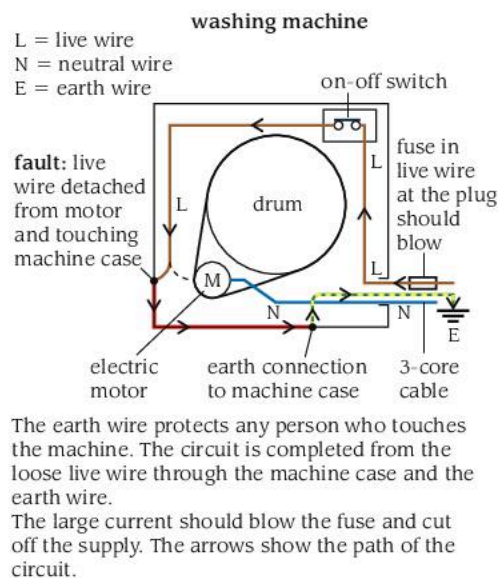 washing machine
L = live wire
N = neutral wire
E = earth wire
on-off switch
fault: live
wire detached
from motor
and touching
machine case
L
drum
L
fuse in
live wire
at the plug
should
blow
L
M
N
N
E
electric
motor
earth connection
to machine case
3-core
cable
The earth wire protects any person who touches
the machine. The circuit is completed from the
loose live wire through the machine case and the
earth wire.
The large current should blow the fuse and cut
off the supply. The arrows show the path of the
circuit.